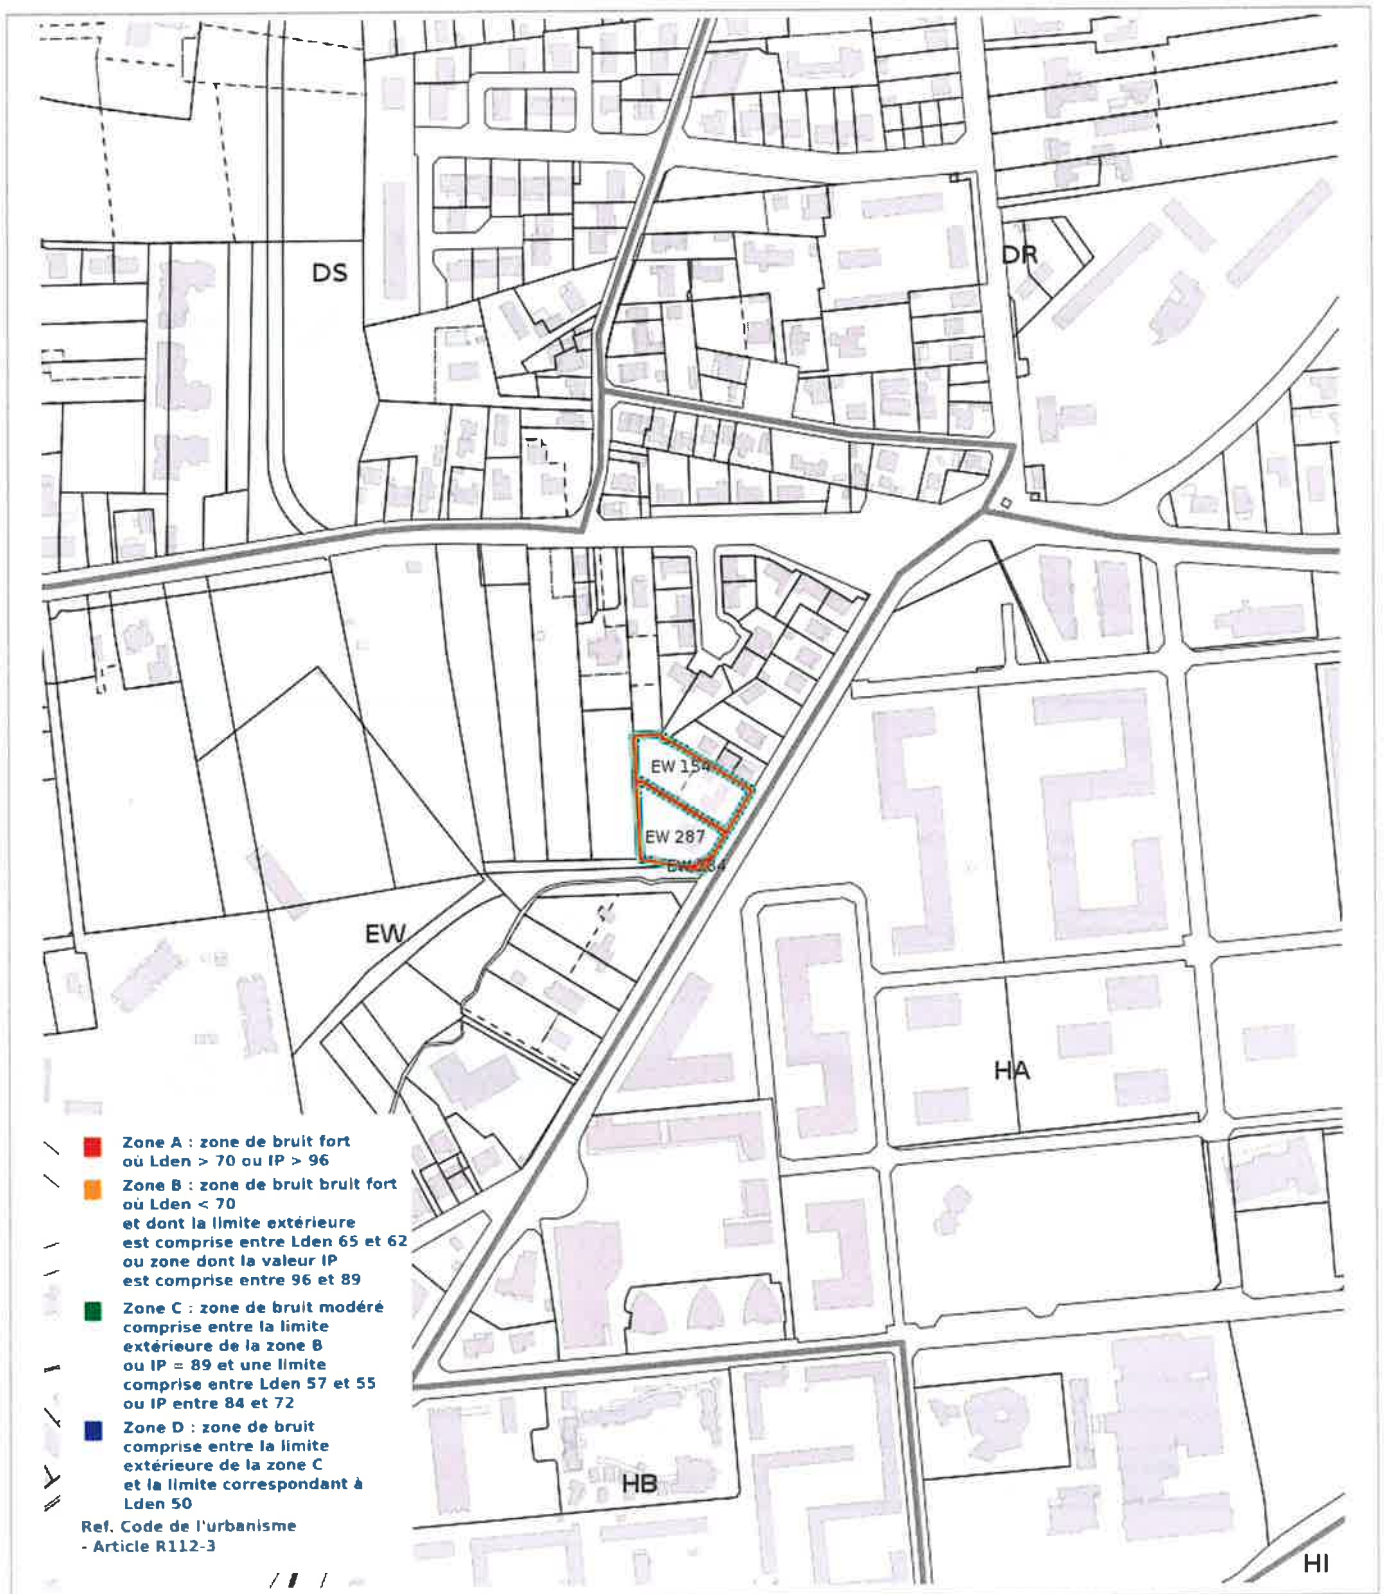 DS
DR
EW 154
EW 287
EW
HA
Zone A : zone de bruit fort
où Lden > 70 ou IP > 96
Zone B : zone de bruit bruit fort
où Lden < 70
et dont la limite extérieure
est comprise entre Lden 65 et 62
ou zone dont la valeur IP
est comprise entre 96 et 89
Zone C : zone de bruit modéré
comprise entre la limite
extérieure de la zone B
ou IP = 89 et une limite
comprise entre Lden 57 et 55
ou IP entre 84 et 72
Zone D : zone de bruit
comprise entre la limite
extérieure de la zone C
et la limite correspondant à
Lden 50
Ref. Code de l'urbanisme
- Article R112-3
HB
HI